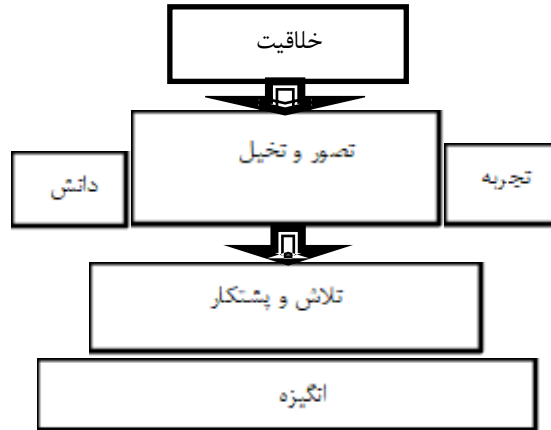 خلاقیت
تصور و تخیل
تجربه
دانش
تلاش و پشتکار
انگیزه